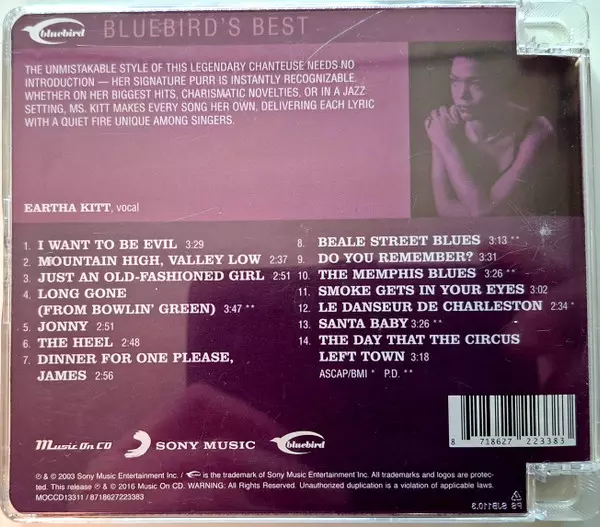 bluebird BLUEBIRD'S BEST
THE UNMISTAKABLE STYLE OF THIS LEGENDARY CHANTEUSE NEEDS NO
INTRODUCTION — HER SIGNATURE PURR IS INSTANTLY RECOGNIZABLE.
WHETHER ON HER BIGGEST HITS, CHARISMATIC NOVELTIES, OR IN A JAZZ
SETTING, MS. KITT MAKES EVERY SONG HER OWN, DELIVERING EACH LYRIC
WITH A QUIET FIRE UNIQUE AMONG SINGERS.
EARTHA KITT, vocal
1. I WANT TO BE EVIL 3:29
2. MOUNTAIN HIGH, VALLEY LOW 2:37
3. JUST AN OLD-FASHIONED GIRL 2:51
4. LONG GONE
(FROM BOWLIN' GREEN) 3:47 **
5. JONNY 2:51
6. THE HEEL 2:48
7. DINNER FOR ONE PLEASE,
JAMES 2:56
8. BEALE STREET BLUES 3:13 **
9. DO YOU REMEMBER? 3:31
10. THE MEMPHIS BLUES 3:26 **
11. SMOKE GETS IN YOUR EYES 3:02
12. LE DANSEUR DE CHARLESTON 2:34 *
13. SANTA BABY 3:26 **
14. THE DAY THAT THE CIRCUS
LEFT TOWN 3:18
ASCAP/BMI * P.D. **
Music On CD SONY MUSIC bluebird
8 718627 223383
℗ & © 2003 Sony Music Entertainment Inc. / is the trademark of Sony Music Entertainment Inc. All trademarks and logos are protec-
ted. This release ℗ & © 2016 Music On CD. WARNING: All Rights Reserved. Unauthorized duplication is a violation of applicable laws.
MOCCD13311 / 8718627223383